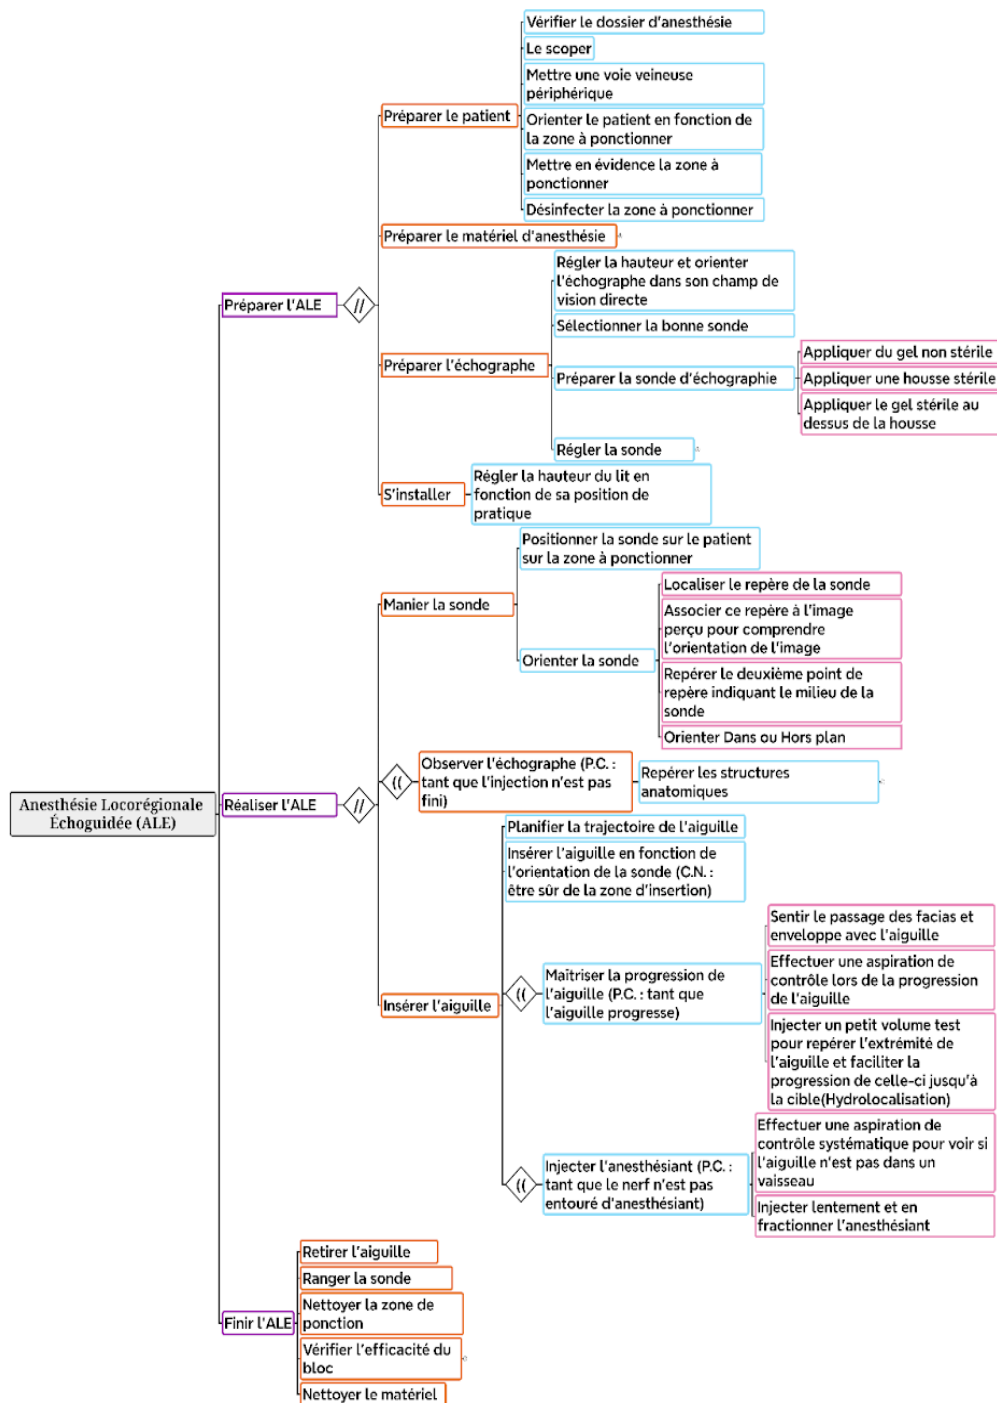 Vérifier le dossier d'anesthésie
Le scoper
Mettre une voie veineuse
périphérique
Préparer le patient
Orienter le patient en fonction de
la zone à ponctionner
Mettre en évidence la zone à
ponctionner
Désinfecter la zone à ponctionner
Préparer le matériel d'anesthésie
Régler la hauteur et orienter
l'échographe dans son champ de
vision directe
Préparer l'ALE
//
Sélectionner la bonne sonde
Préparer l'échographe
Préparer la sonde d'échographie
Appliquer du gel non stérile
Appliquer une housse stérile
Appliquer le gel stérile au
dessus de la housse
Régler la sonde
S'installer
Régler la hauteur du lit en
fonction de sa position de
pratique
Positionner la sonde sur le patient
sur la zone à ponctionner
Manier la sonde
Orienter la sonde
Localiser le repère de la sonde
Associer ce repère à l'image
perçu pour comprendre
l'orientation de l'image
Repérer le deuxième point de
repère indiquant le milieu de la
sonde
Orienter Dans ou Hors plan
Anesthésie Locorégionale
Échoguidée (ALE)
Réaliser l'ALE
//
((
Observer l'échographe (P.C. :
tant que l'injection n'est pas
fini)
Repérer les structures
anatomiques
Planifier la trajectoire de l'aiguille
Insérer l'aiguille en fonction de
l'orientation de la sonde (C.N. :
être sûr de la zone d'insertion)
Insérer l'aiguille
((
Maîtriser la progression de
l'aiguille (P.C. : tant que
l'aiguille progresse)
Sentir le passage des facias et
enveloppe avec l'aiguille
Effectuer une aspiration de
contrôle lors de la progression
de l'aiguille
Injecter un petit volume test
pour repérer l'extrémité de
l'aiguille et faciliter la
progression de celle-ci jusqu'à
la cible(Hydrolocalisation)
((
Injecter l'anesthésiant (P.C. :
tant que le nerf n'est pas
entouré d'anesthésiant)
Effectuer une aspiration de
contrôle systématique pour voir si
l'aiguille n'est pas dans un
vaisseau
Injecter lentement et en
fractionner l'anesthésiant
Finir l'ALE
Retirer l'aiguille
Ranger la sonde
Nettoyer la zone de
ponction
Vérifier l'efficacité du
bloc
Nettoyer le matériel